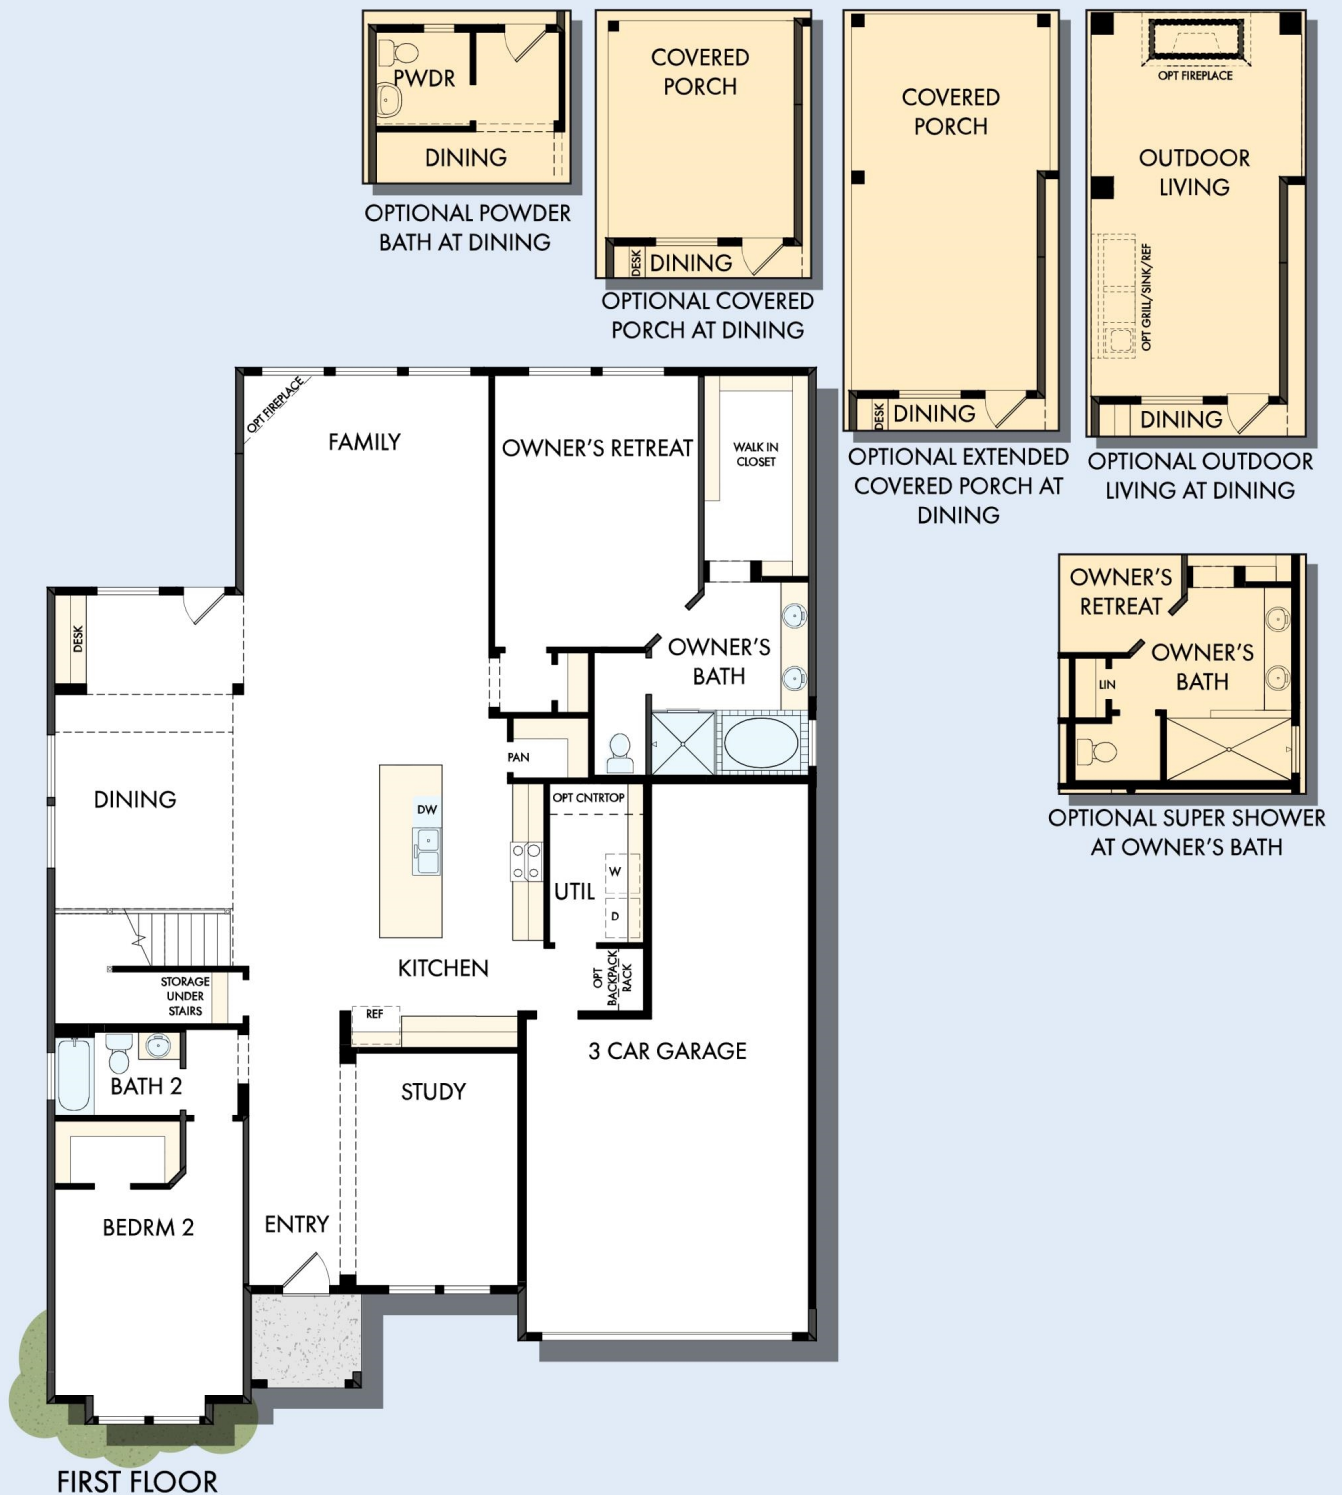 PWDR
DINING
OPTIONAL POWDER
BATH AT DINING
COVERED
PORCH
DESK
DINING
OPTIONAL COVERED
PORCH AT DINING
COVERED
PORCH
DESK
DINING
OPTIONAL EXTENDED
COVERED PORCH AT
DINING
OPT FIREPLACE
OUTDOOR
LIVING
OPT GRILL/SINK/REF
DINING
OPTIONAL OUTDOOR
LIVING AT DINING
OWNER'S
RETREAT
OWNER'S
BATH
LIN
OPTIONAL SUPER SHOWER
AT OWNER'S BATH
OPT FIREPLACE
FAMILY
OWNER'S RETREAT
WALK IN
CLOSET
DESK
OWNER'S
BATH
PAN
DINING
DW
OPT CNTRTOP
W
UTIL
D
KITCHEN
OPT
BACKPACK
RACK
STORAGE
UNDER
STAIRS
REF
3 CAR GARAGE
BATH 2
STUDY
BEDRM 2
ENTRY
FIRST FLOOR